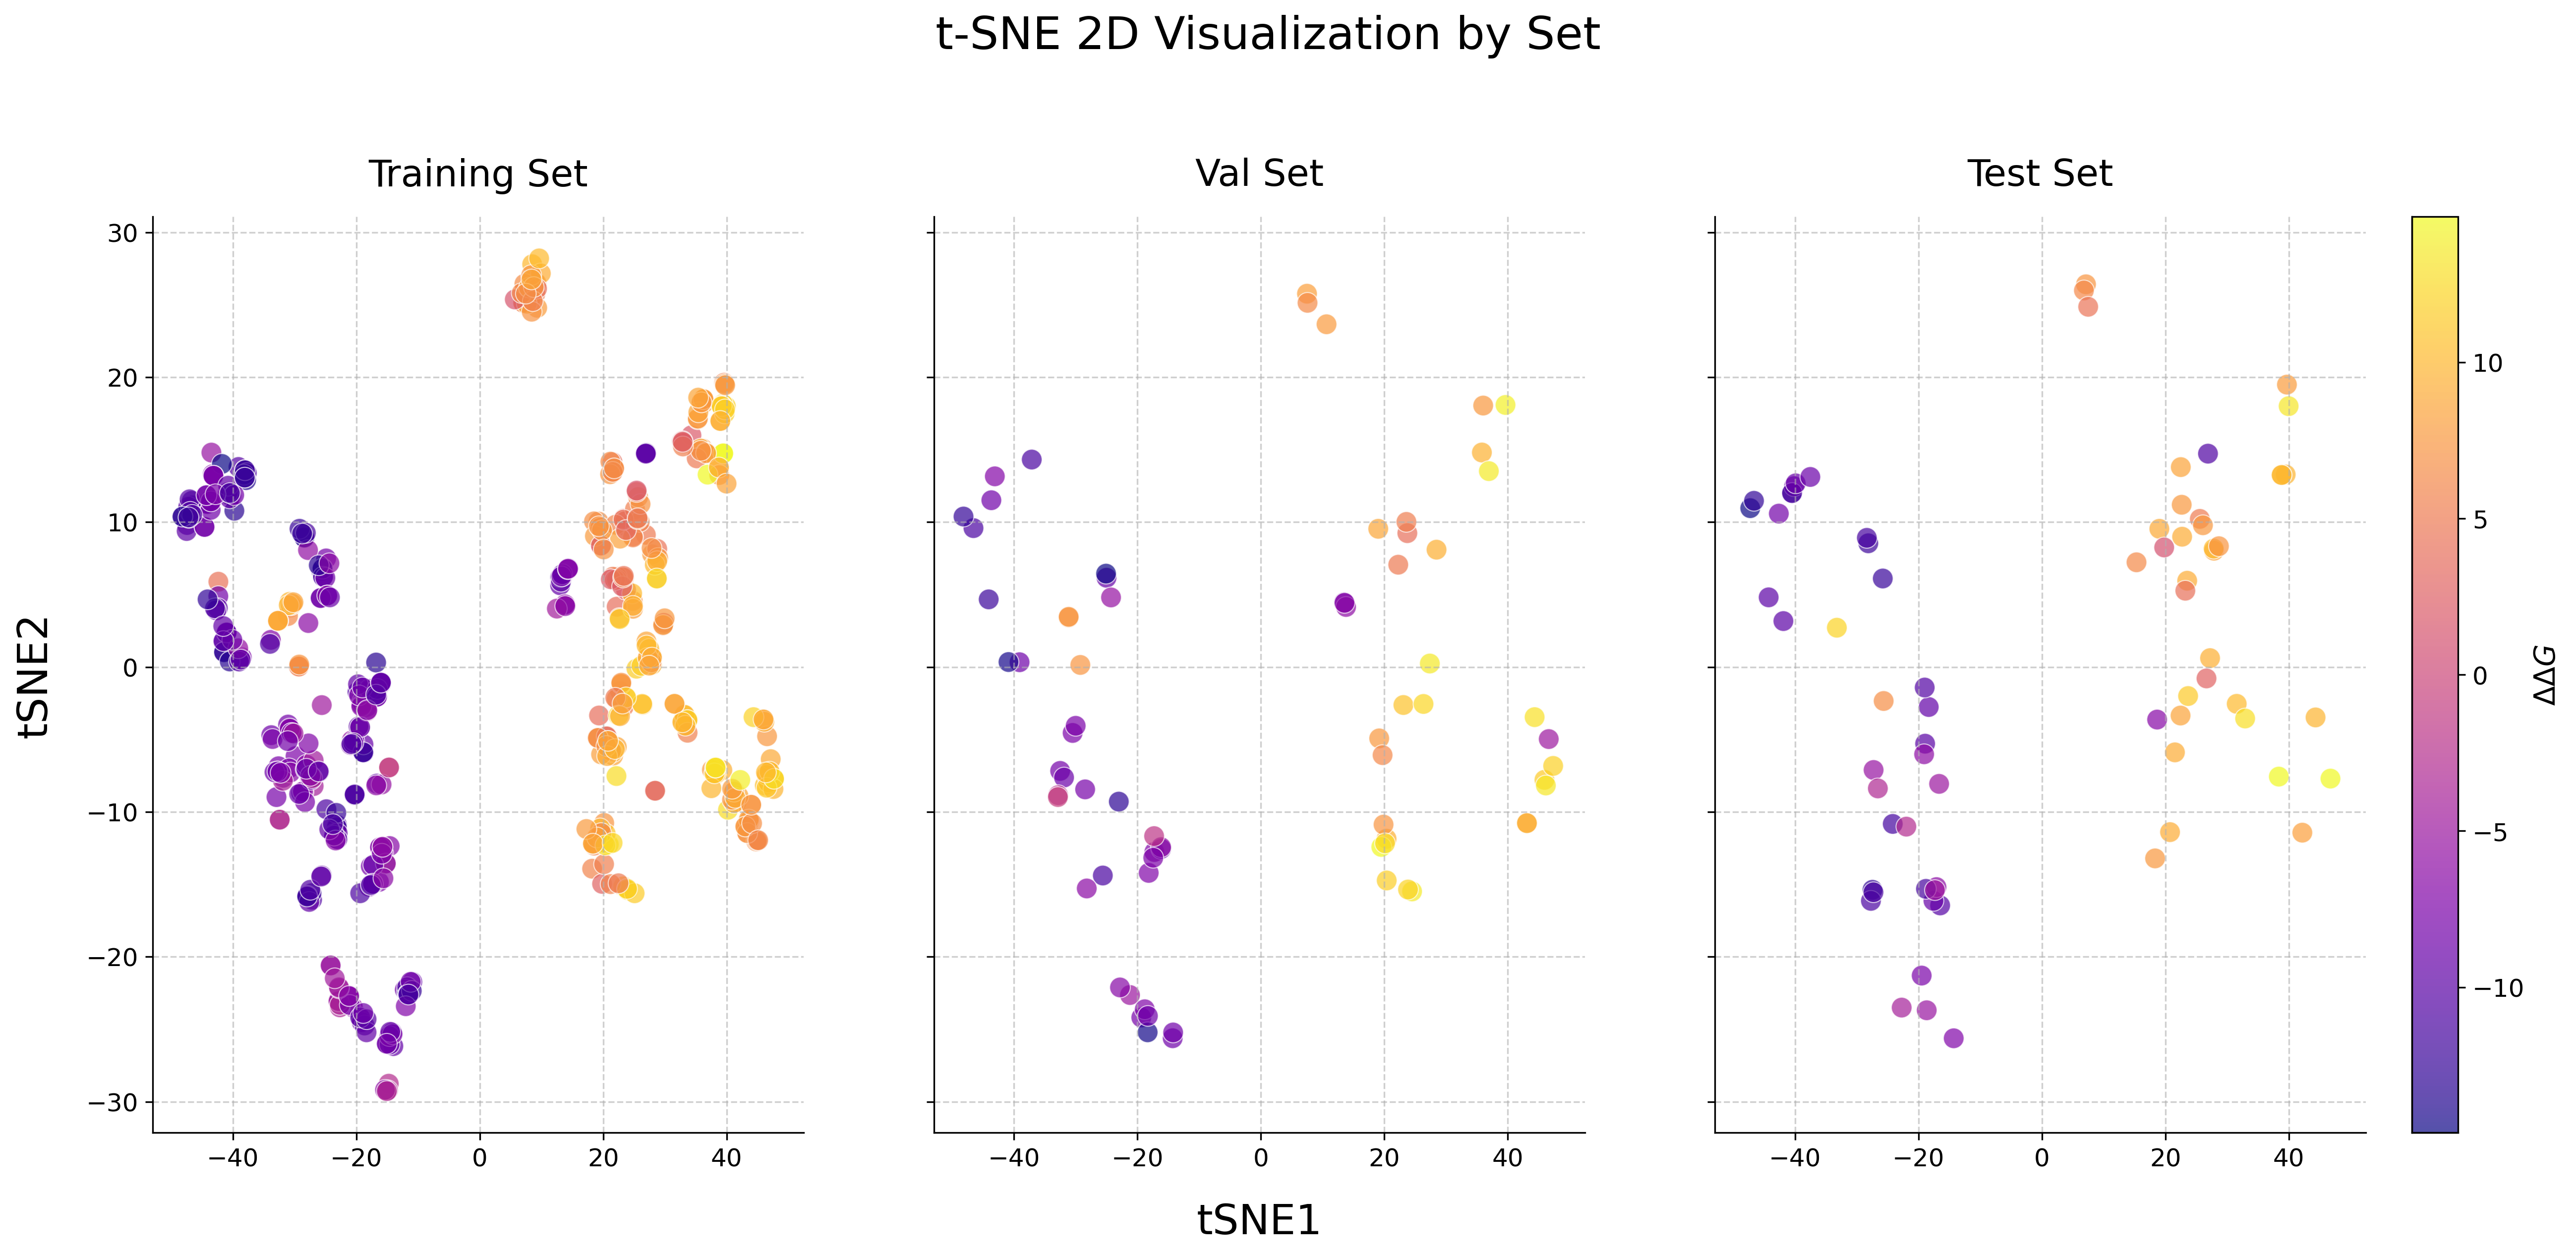 t-SNE 2D Visualization by Set
Training Set
Val Set
Test Set
tSNE2
30
20
10
0
−10
−20
−30
−40 −20 0 20 40
−40 −20 0 20 40
−40 −20 0 20 40
tSNE1
10
5
0
−5
−10
ΔΔG